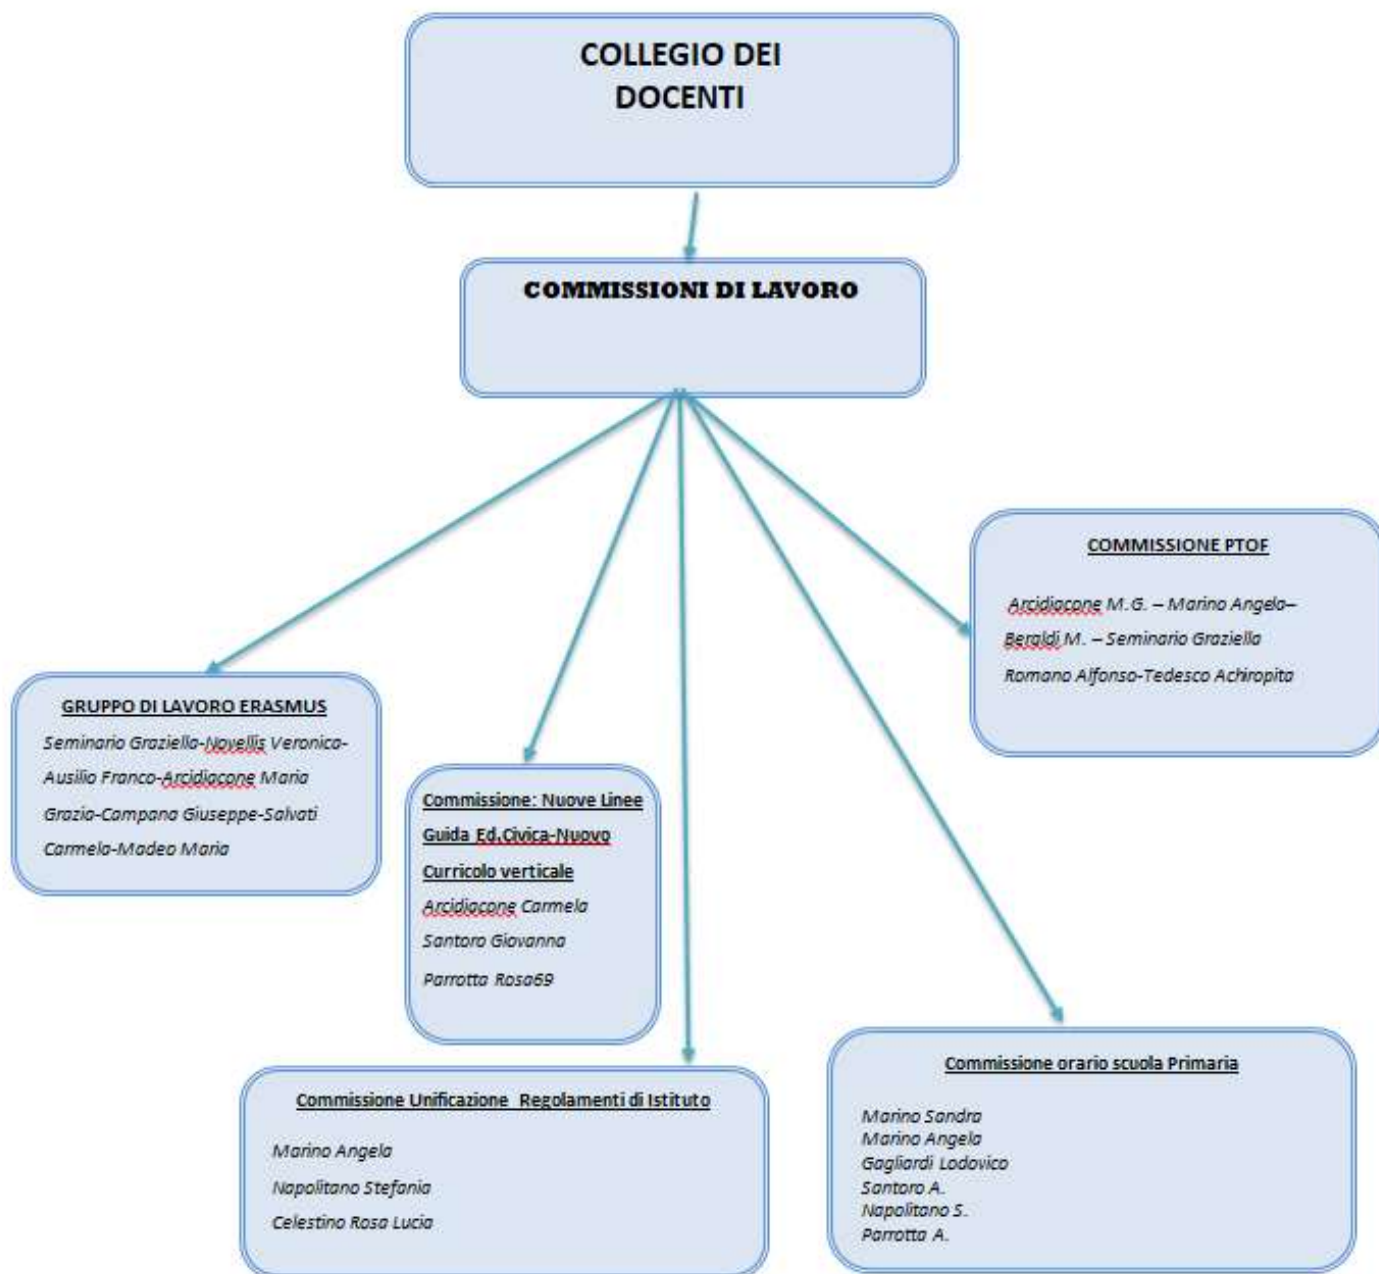 COLLEGIO DEI
DOCENTI
COMMISSIONI DI LAVORO
COMMISSIONE PTOF
Arcidiacone M.G. – Marino Angela–
Beraldi M. – Seminario Graziella
Romano Alfonso-Tedesco Achiropita
GRUPPO DI LAVORO ERASMUS
Seminario Graziella-Novellis Veronica-
Ausilio Franco-Arcidiacone Maria
Grazia-Campana Giuseppe-Salvati
Carmela-Madeo Maria
Commissione: Nuove Linee
Guida Ed.Civica-Nuovo
Curricolo verticale
Arcidiacone Carmela
Santoro Giovanna
Parrotta Rosa69
Commissione Unificazione Regolamenti di Istituto
Marino Angela
Napolitano Stefania
Celestino Rosa Lucia
Commissione orario scuola Primaria
Marino Sandra
Marino Angela
Gagliardi Lodovico
Santoro A.
Napolitano S.
Parrotta A.